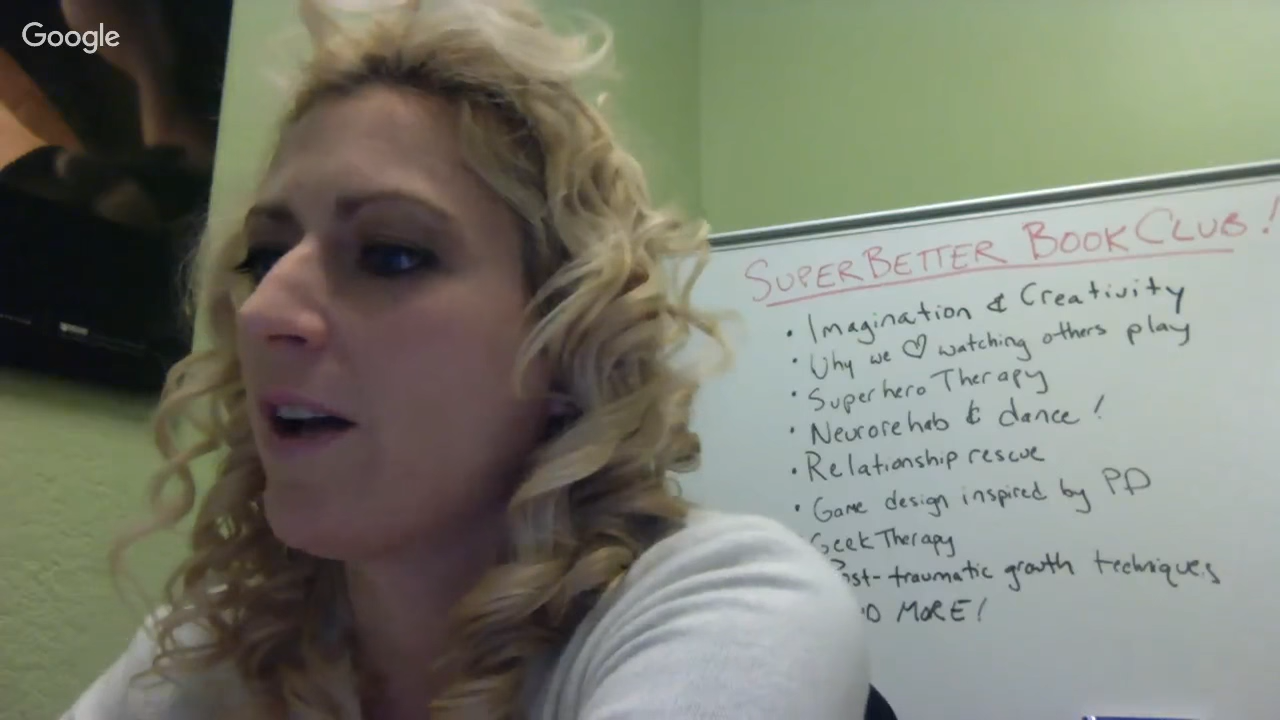 Google
SUPERBETTER BOOK CLUB!
• Imagination & Creativity
• Why we ♡ watching others play
• Superhero Therapy
• Neurorehab & dance!
• Relationship rescue
• Game design inspired by PD
Geek Therapy
Post-traumatic growth techniques
MORE!